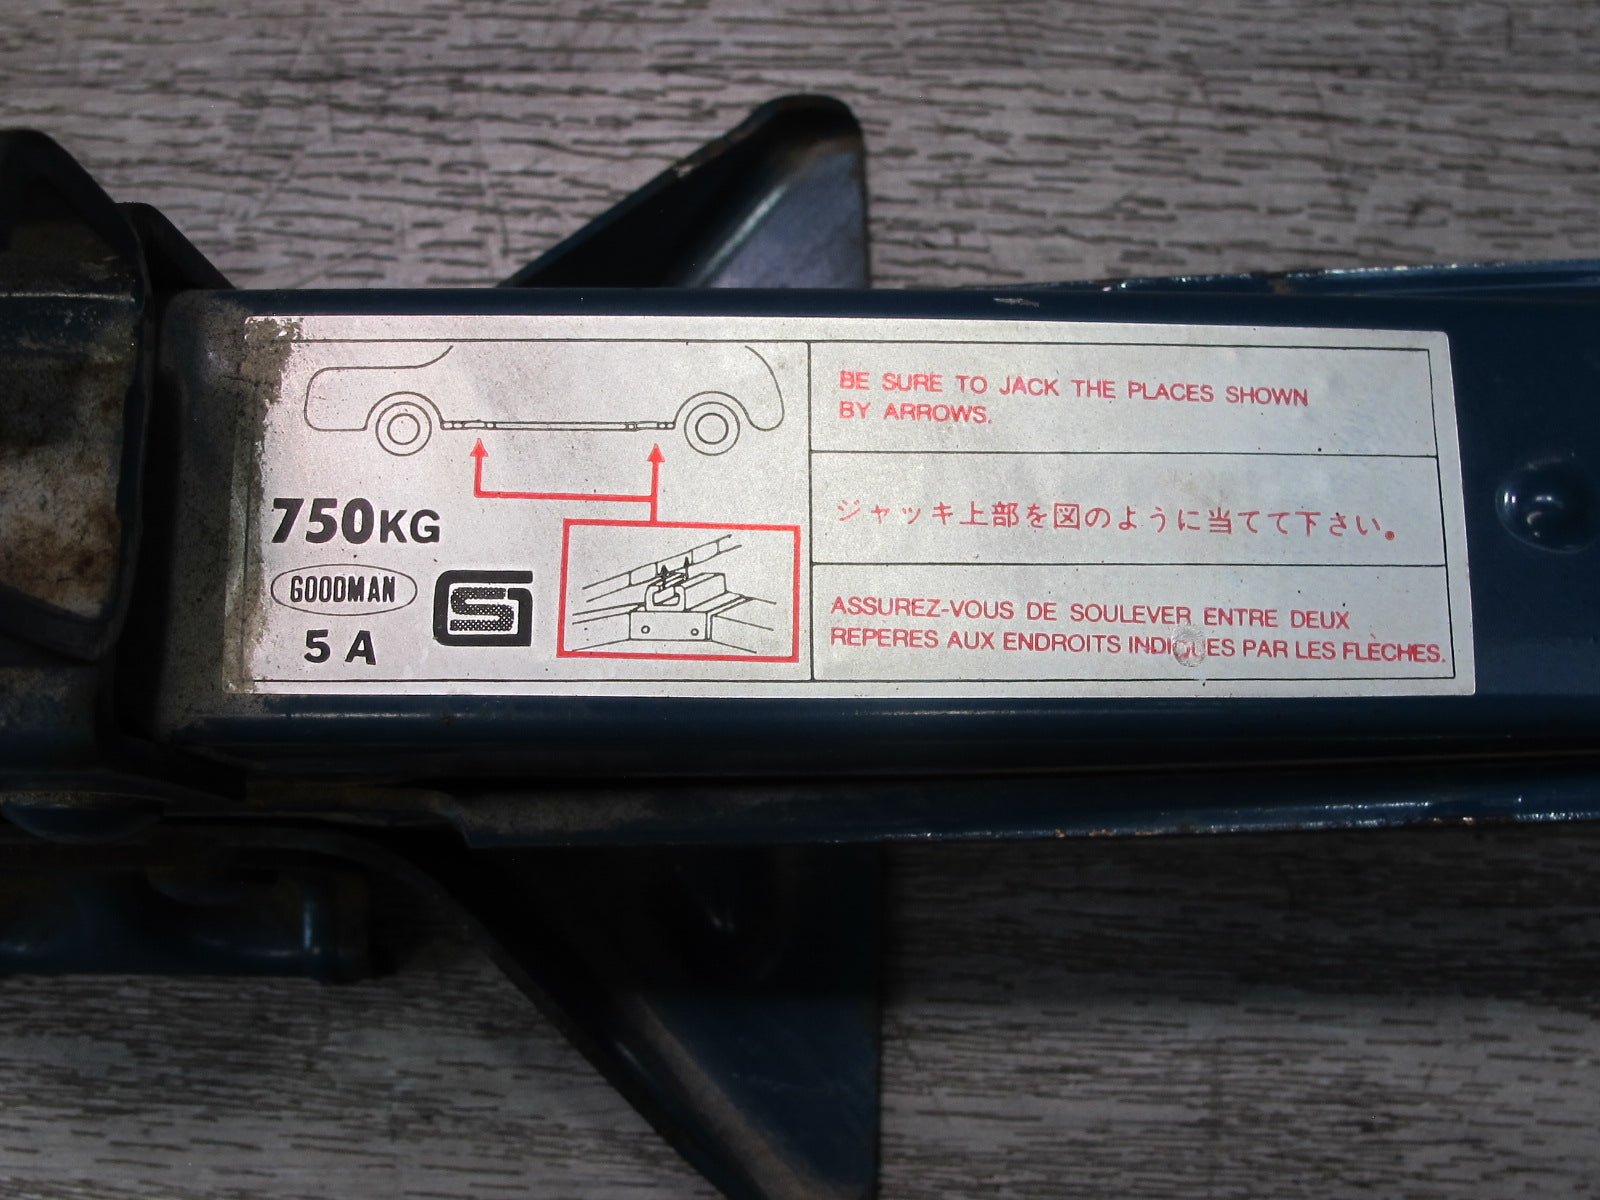 750KG
GOODMAN
5 A
BE SURE TO JACK THE PLACES SHOWN
BY ARROWS.
ジャッキ上部を図のように当てて下さい。
ASSUREZ-VOUS DE SOULEVER ENTRE DEUX
REPERES AUX ENDROITS INDIQUES PAR LES FLÈCHES.